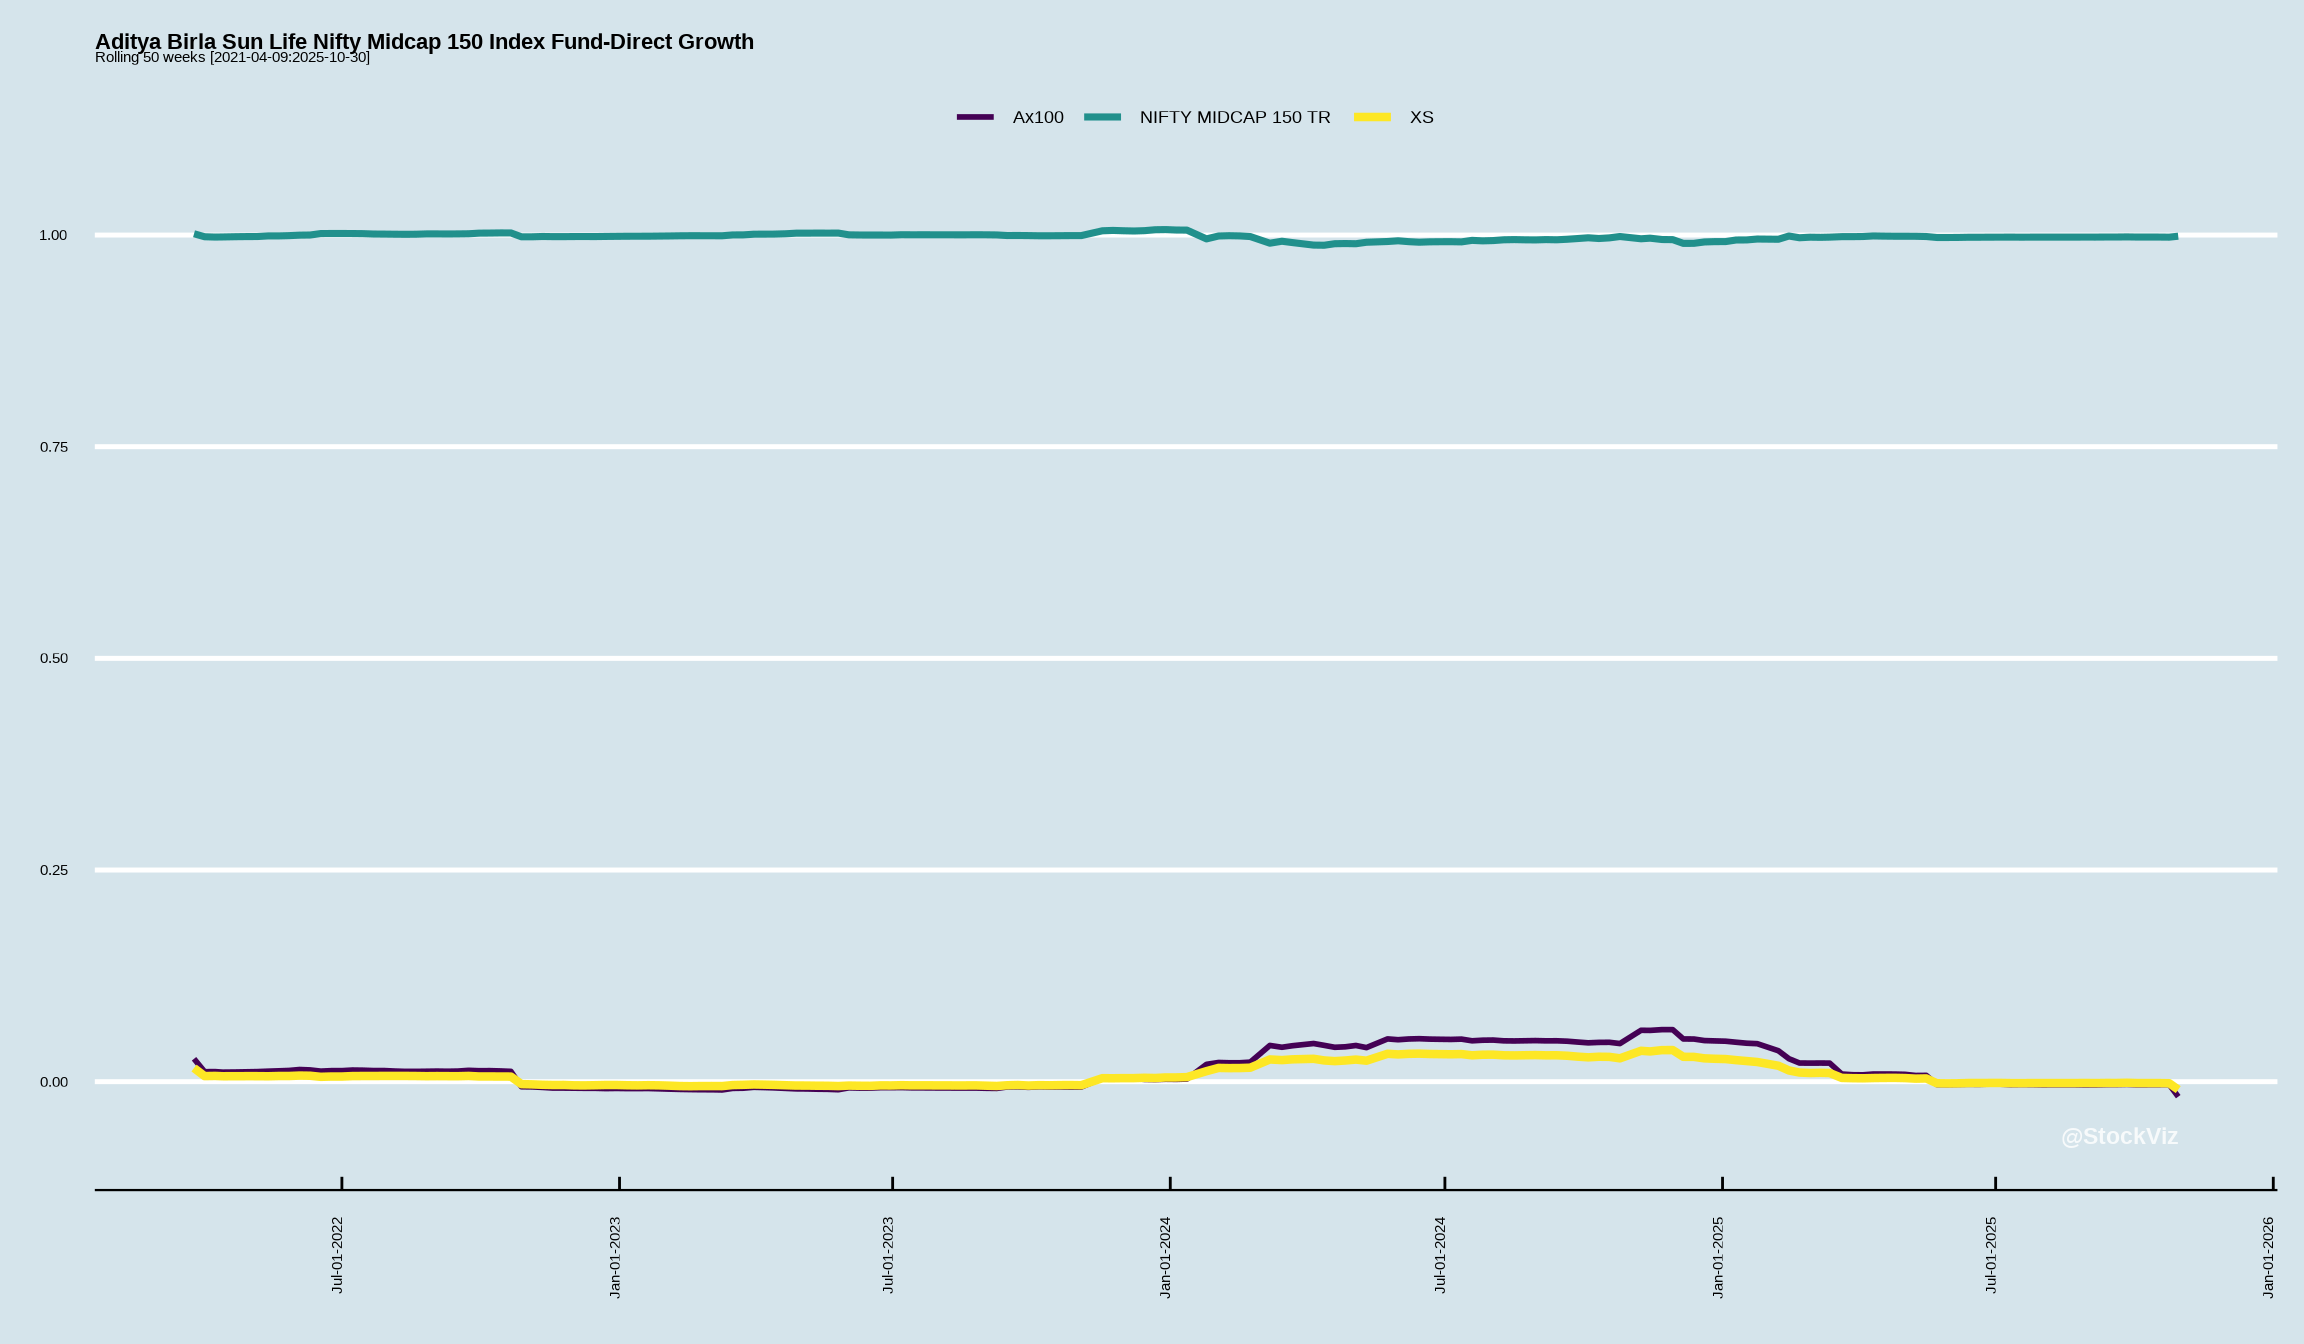 Aditya Birla Sun Life Nifty Midcap 150 Index Fund-Direct Growth
Rolling 50 weeks [2021-04-09:2025-10-30]
Ax100 NIFTY MIDCAP 150 TR XS
1.00
0.75
0.50
0.25
0.00
@StockViz
Jul-01-2022
Jan-01-2023
Jul-01-2023
Jan-01-2024
Jul-01-2024
Jan-01-2025
Jul-01-2025
Jan-01-2026